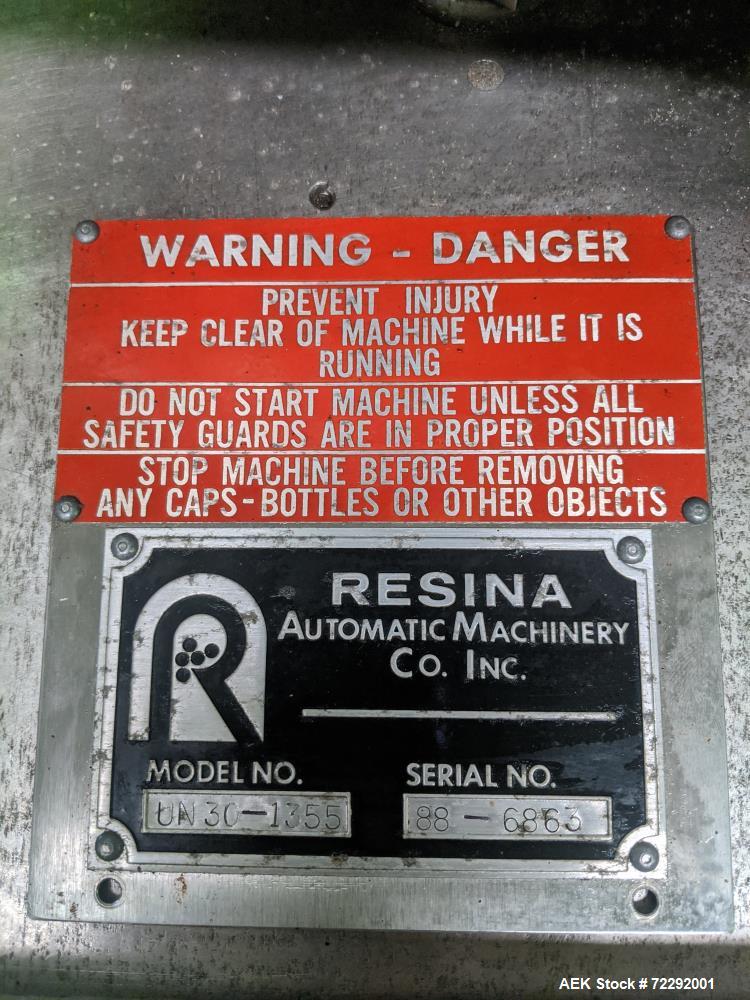 WARNING - DANGER
PREVENT INJURY
KEEP CLEAR OF MACHINE WHILE IT IS
RUNNING
DO NOT START MACHINE UNLESS ALL
SAFETY GUARDS ARE IN PROPER POSITION
STOP MACHINE BEFORE REMOVING
ANY CAPS-BOTTLES OR OTHER OBJECTS
R
RESINA
AUTOMATIC MACHINERY
CO. INC.
MODEL NO. SERIAL NO.
UN30-1355 88-6863
AEK Stock # 72292001